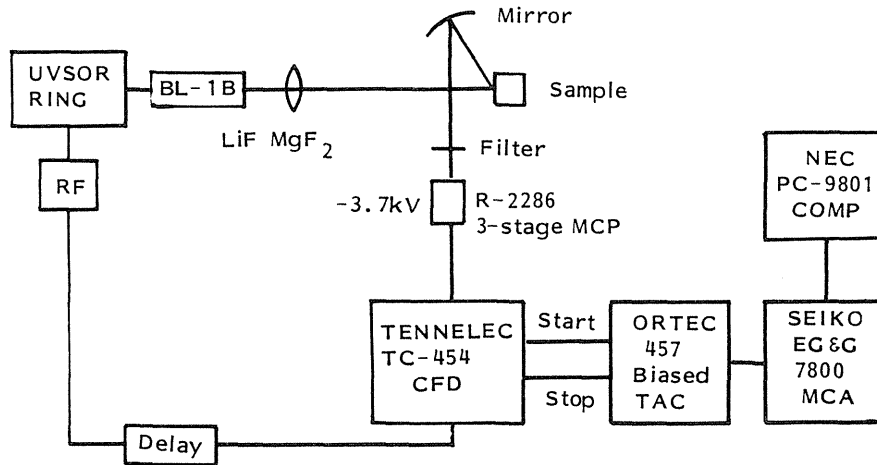 Mirror
UVSOR
RING
BL-1B
Sample
LiF MgF₂
Filter
RF
-3.7kV
R-2286
3-stage MCP
NEC
PC-9801
COMP
TENNELEC
TC-454
CFD
Start
Stop
ORTEC
457
Biased
TAC
SEIKO
EG&G
7800
MCA
Delay